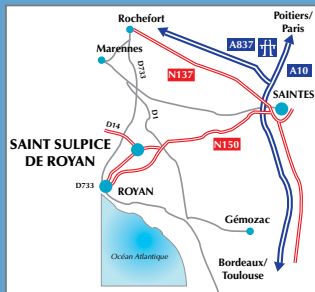 Poitiers/
Paris
Rochefort
A837
Marennes
D733
N137
A10
SAINTES
D14
D1
SAINT SULPICE
DE ROYAN
N150
D733
ROYAN
Gémozac
Océan Atlantique
Bordeaux/
Toulouse